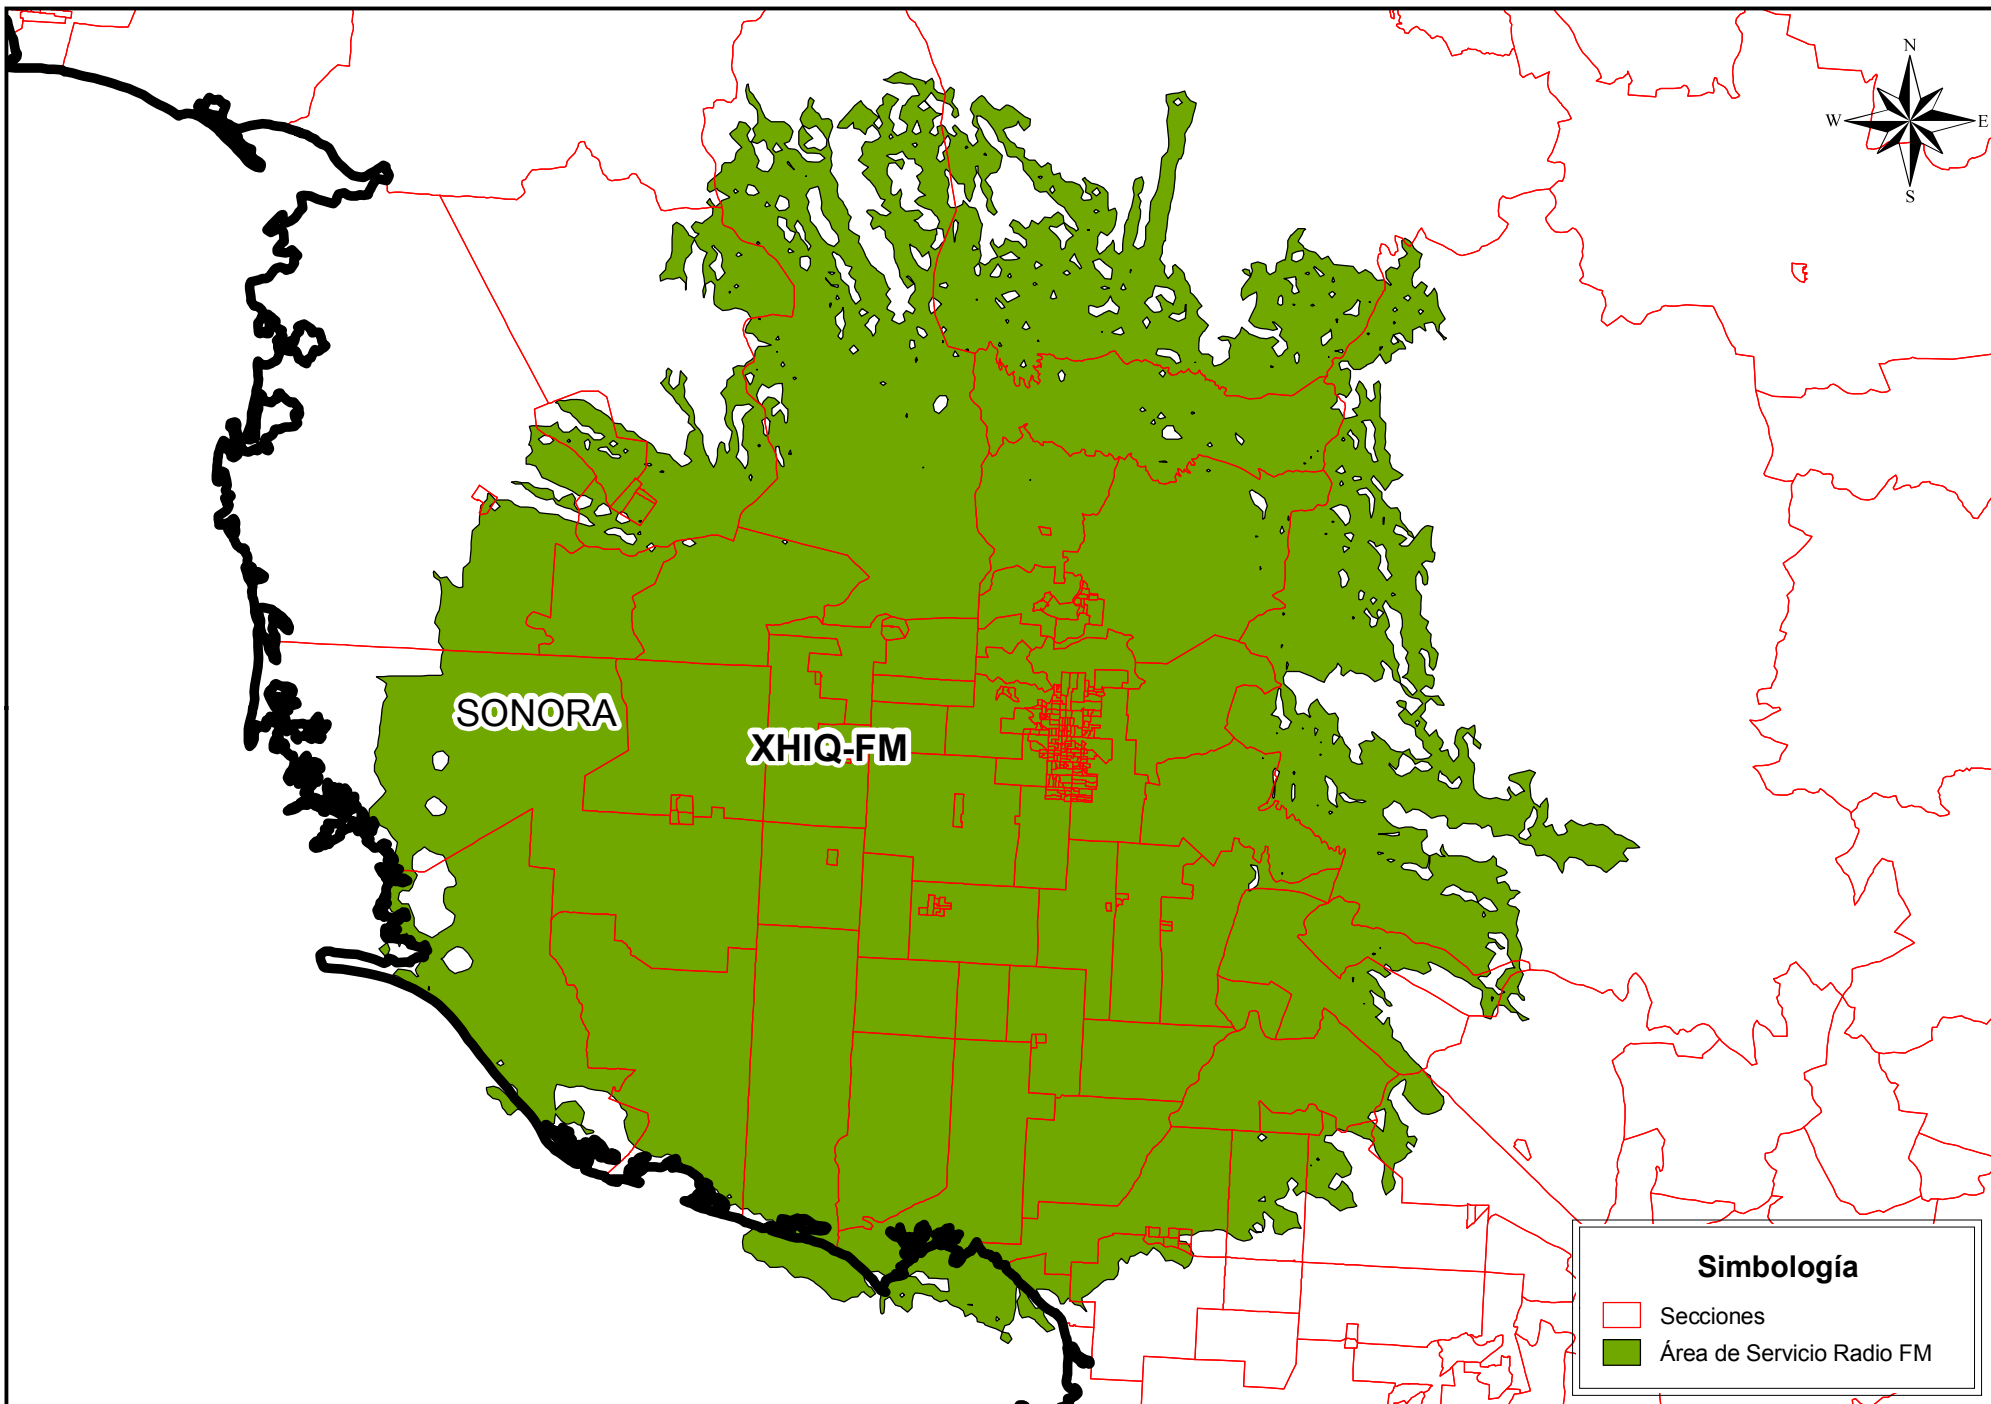 N
W E
S
SONORA
XHIQ-FM
Simbología
Secciones
Área de Servicio Radio FM